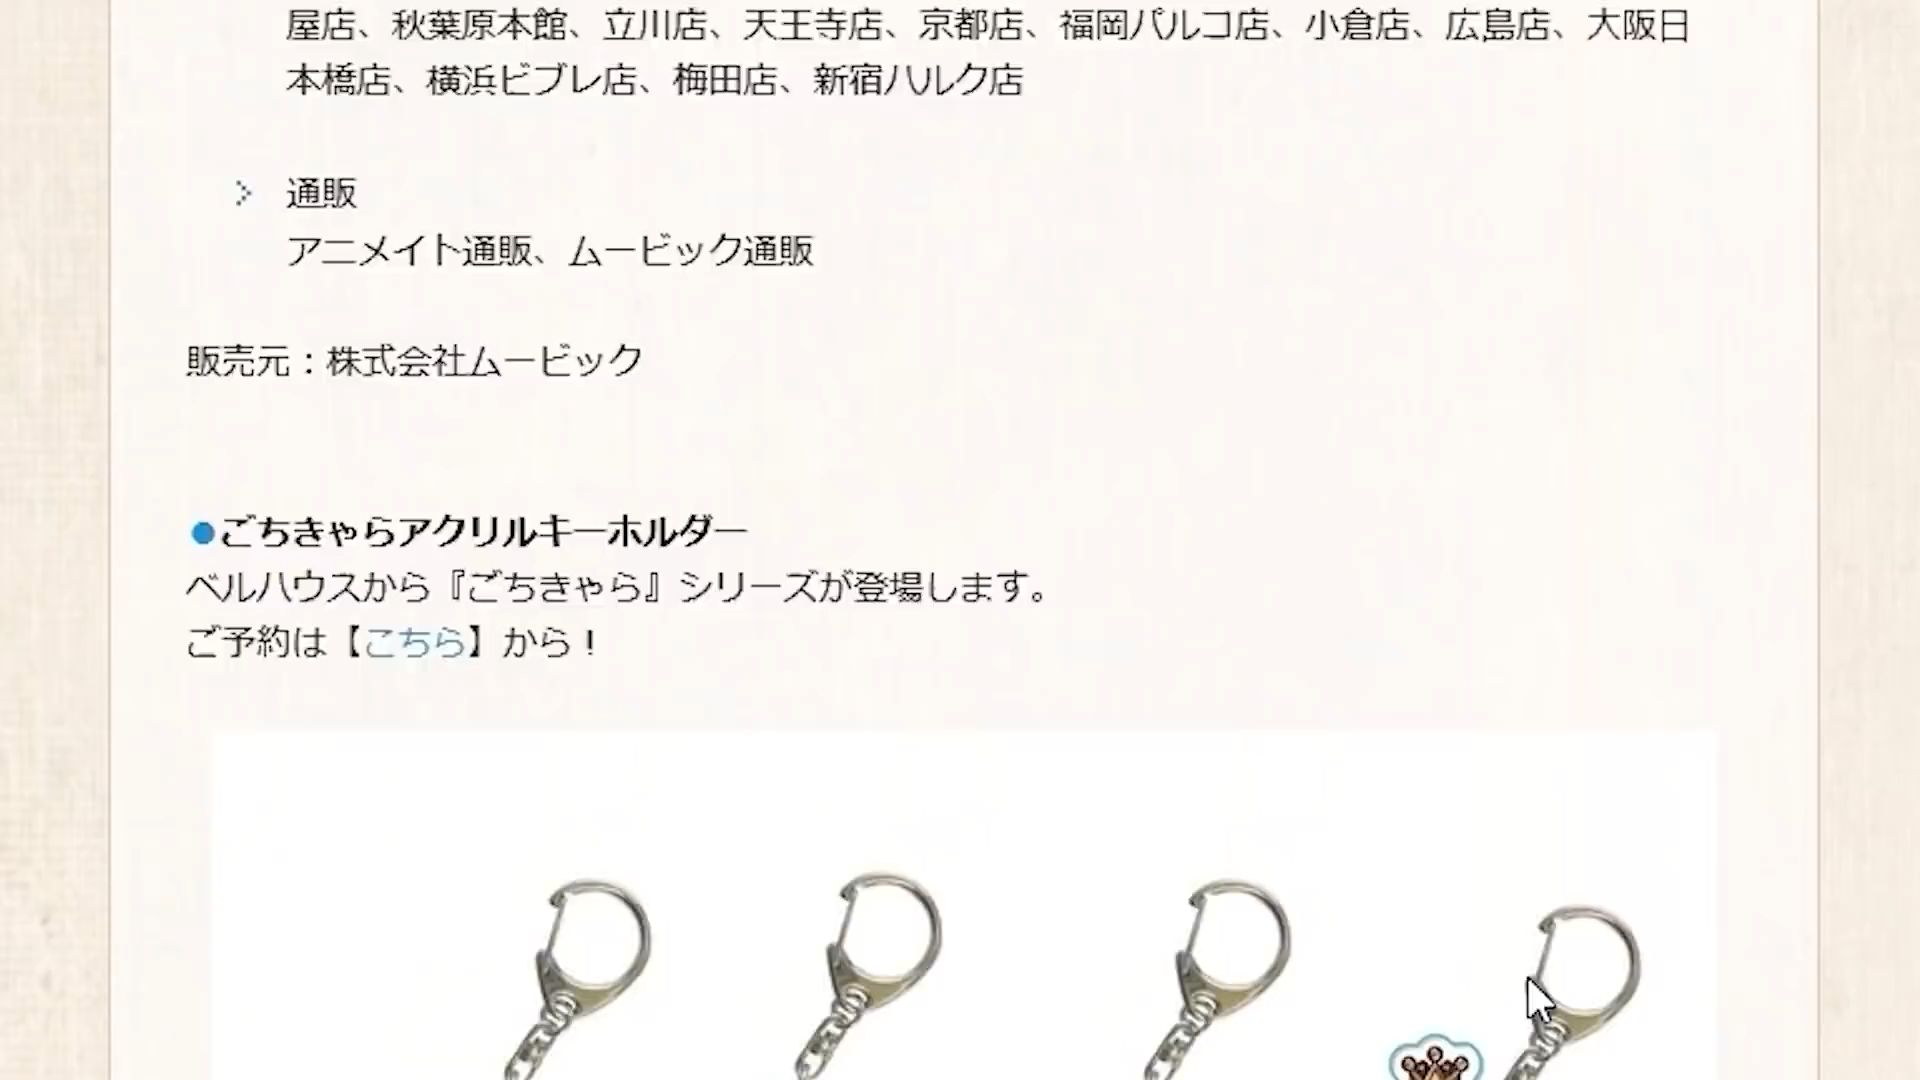 屋店、秋葉原本館、立川店、天王寺店、京都店、福岡パルコ店、小倉店、広島店、大阪日
本橋店、横浜ビブレ店、梅田店、新宿ハルク店
通販
アニメイト通販、ムービック通販
販売元：株式会社ムービック
●ごちきゃらアクリルキーホルダー
ベルハウスから『ごちきゃら』シリーズが登場します。
ご予約は【こちら】から！